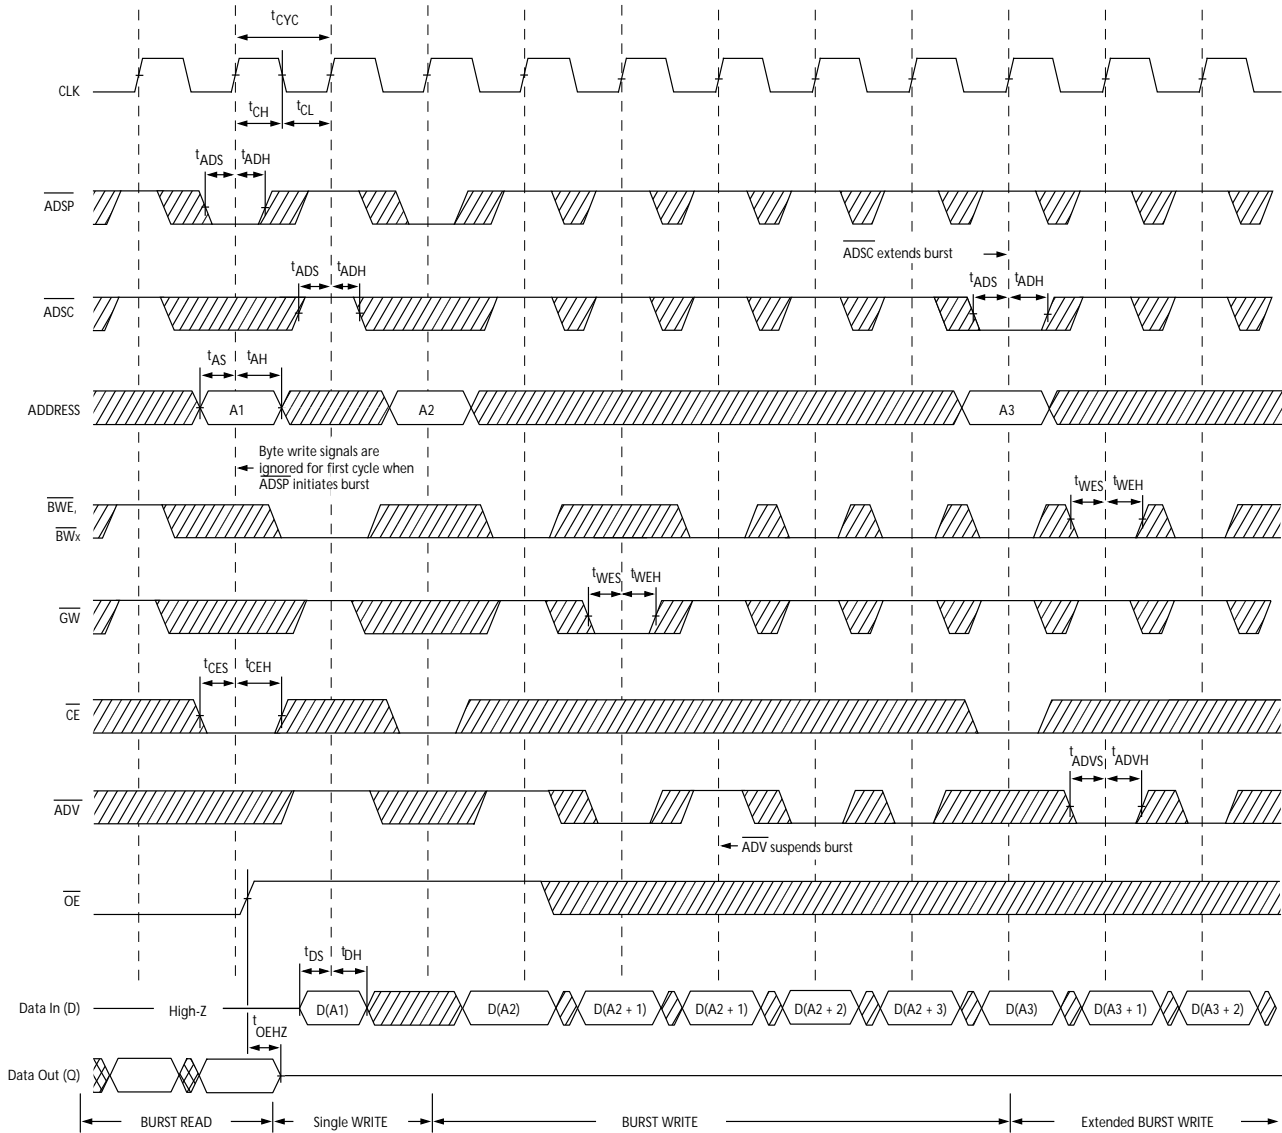 tCYC
CLK
tCH tCL
tADS tADH
ADSP
ADSC extends burst
tADS tADH tADS tADH
ADSC
tAS tAH
ADDRESS A1 A2 A3
Byte write signals are
ignored for first cycle when
ADSP initiates burst
BWE,
BWx
tWES tWEH
tWES tWEH
GW
tCES tCEH
CE
tADVS tADVH
ADV
ADV suspends burst
OE
tDS tDH
Data In (D) High-Z D(A1) D(A2) D(A2 + 1) D(A2 + 1) D(A2 + 2) D(A2 + 3) D(A3) D(A3 + 1) D(A3 + 2)
tOEHZ
Data Out (Q)
BURST READ Single WRITE BURST WRITE Extended BURST WRITE